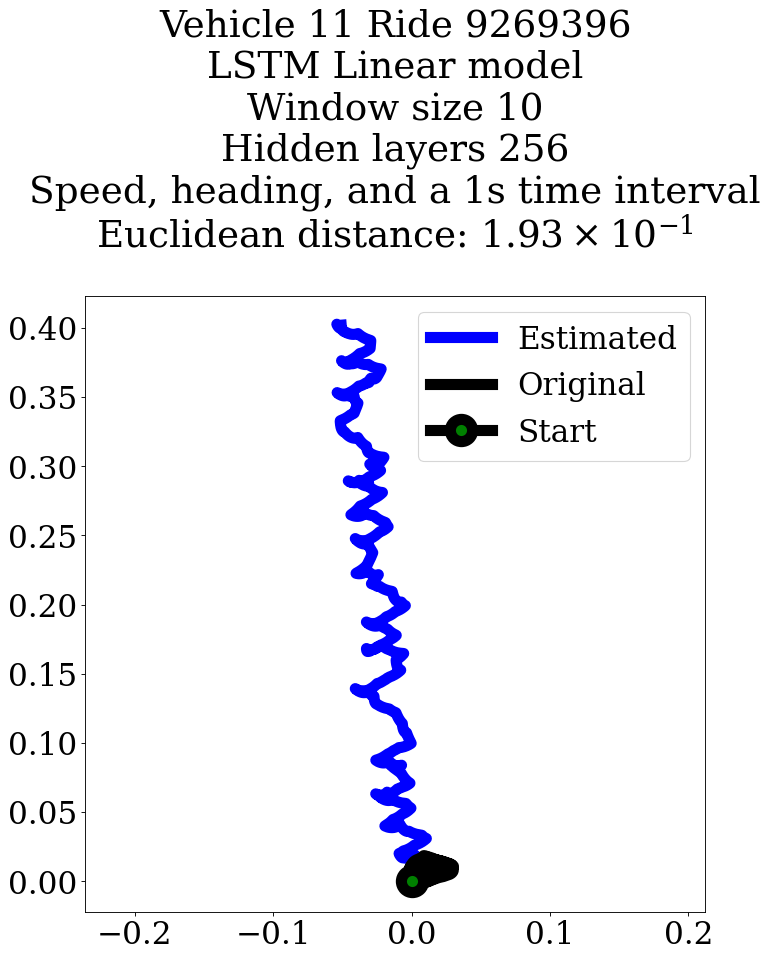 Vehicle 11 Ride 9269396
LSTM Linear model
Window size 10
Hidden layers 256
Speed, heading, and a 1s time interval
Euclidean distance: 1.93 × 10⁻¹
Estimated
Original
Start
0.40
0.35
0.30
0.25
0.20
0.15
0.10
0.05
0.00
−0.2 −0.1 0.0 0.1 0.2